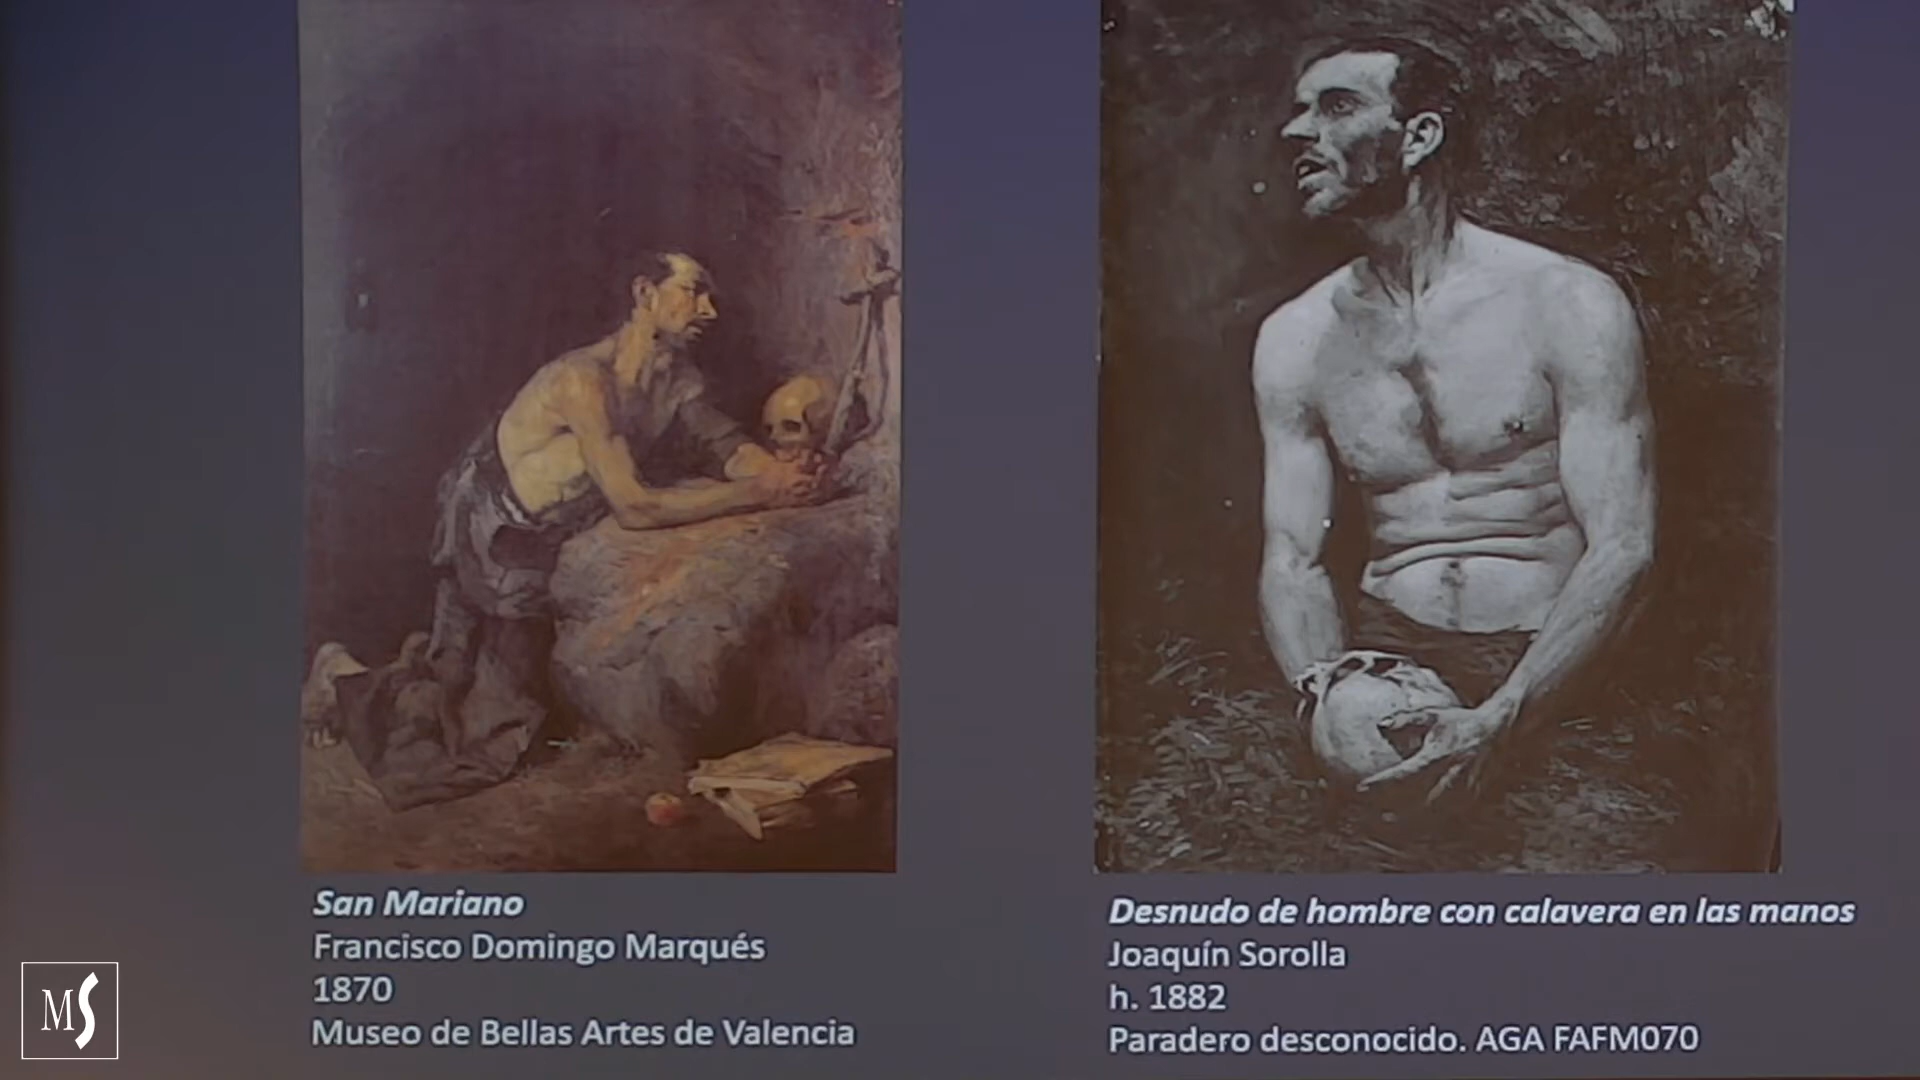 San Mariano
Francisco Domingo Marqués
1870
Museo de Bellas Artes de Valencia
Desnudo de hombre con calavera en las manos
Joaquín Sorolla
h. 1882
Paradero desconocido. AGA FAFM070
MS